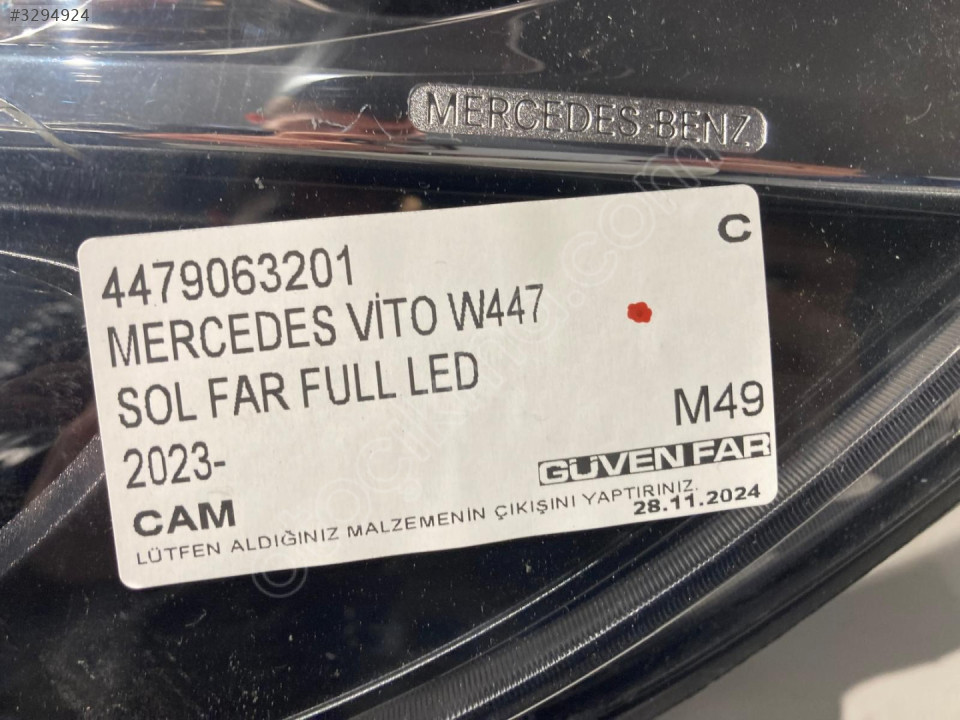 #3294924
MERCEDES-BENZ
C
4479063201
MERCEDES VİTO W447
SOL FAR FULL LED
M49
2023-
GÜVEN FAR
CAM
LÜTFEN ALDIĞINIZ MALZEMENİN ÇIKIŞINI YAPTIRINIZ.
28.11.2024